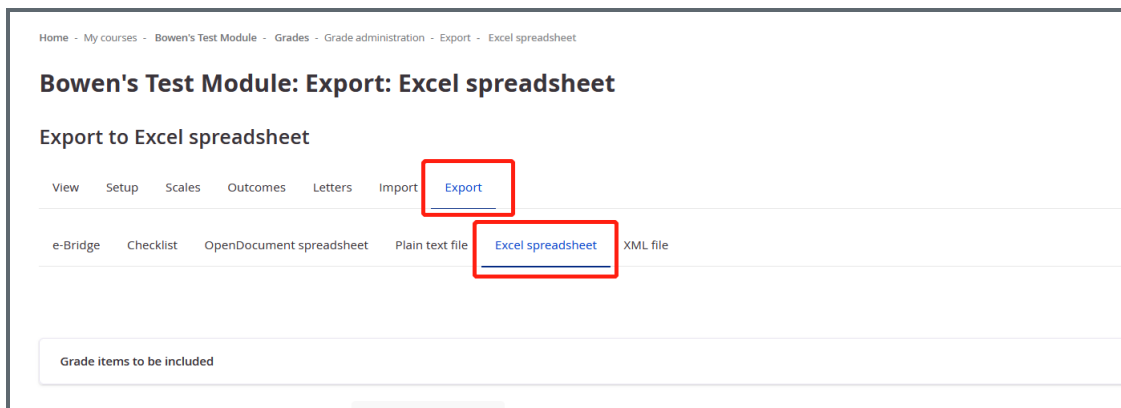 Home - My courses - Bowen's Test Module - Grades - Grade administration - Export - Excel spreadsheet
Bowen's Test Module: Export: Excel spreadsheet
Export to Excel spreadsheet
View Setup Scales Outcomes Letters Import Export
e-Bridge Checklist OpenDocument spreadsheet Plain text file Excel spreadsheet XML file
Grade items to be included